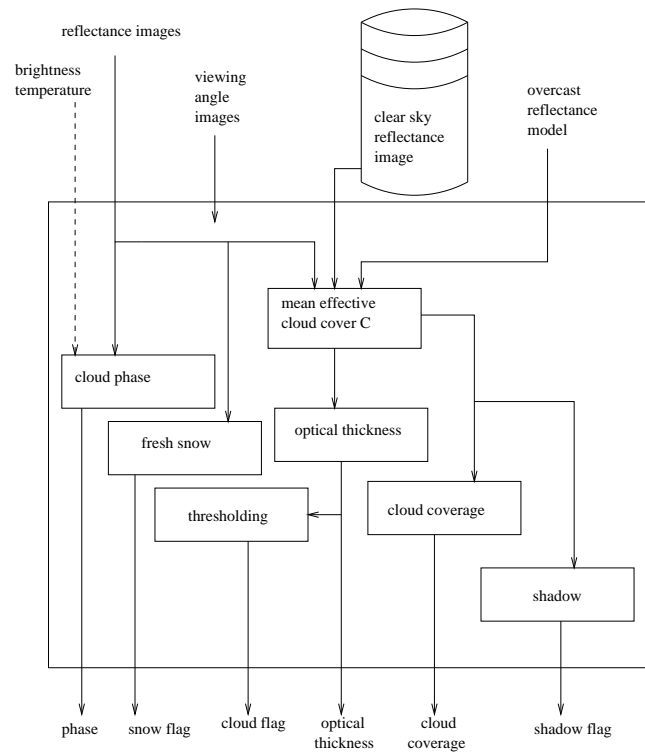 reflectance images
brightness
temperature
viewing
angle
images
clear sky
reflectance
image
overcast
reflectance
model
mean effective
cloud cover C
cloud phase
optical thickness
fresh snow
thresholding
cloud coverage
shadow
phase
snow flag
cloud flag
optical
thickness
cloud
coverage
shadow flag